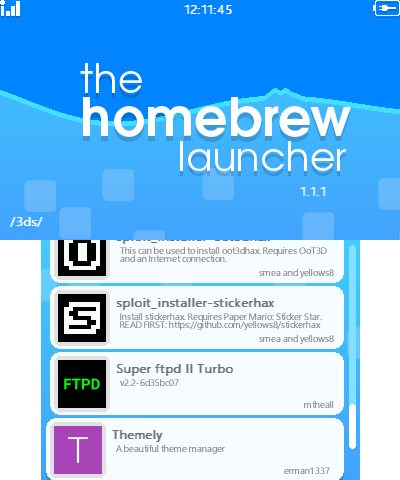 12:11:45
the
homebrew
launcher
1.1.1
/3ds/
sploit_installer-oot3dhax
This can be used to install oot3dhax. Requires OoT3D
and an Internet connection.
smea and yellows8
S
sploit_installer-stickerhax
Install stickerhax. Requires Paper Mario: Sticker Star.
READ FIRST: https://github.com/yellows8/stickerhax
smea and yellows8
FTPD
Super ftpd II Turbo
v2.2-6d35bc07
mtheall
T
Themely
A beautiful theme manager
erman1337